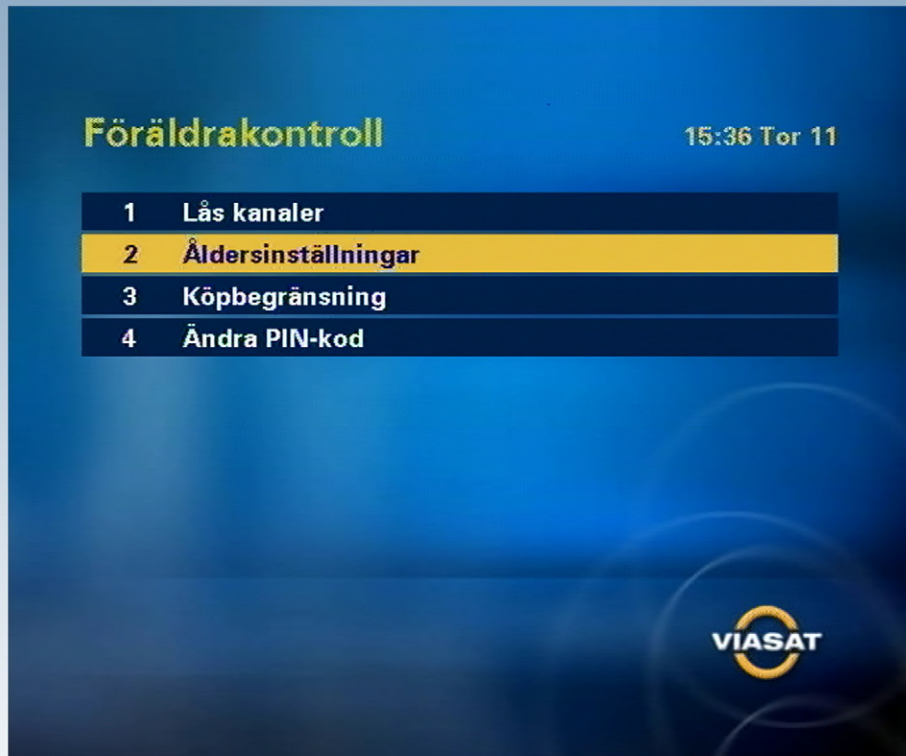 Föräldrakontroll
15:36 Tor 11
1 Lås kanaler
2 Åldersinställningar
3 Köpbegränsning
4 Ändra PIN-kod
VIASAT